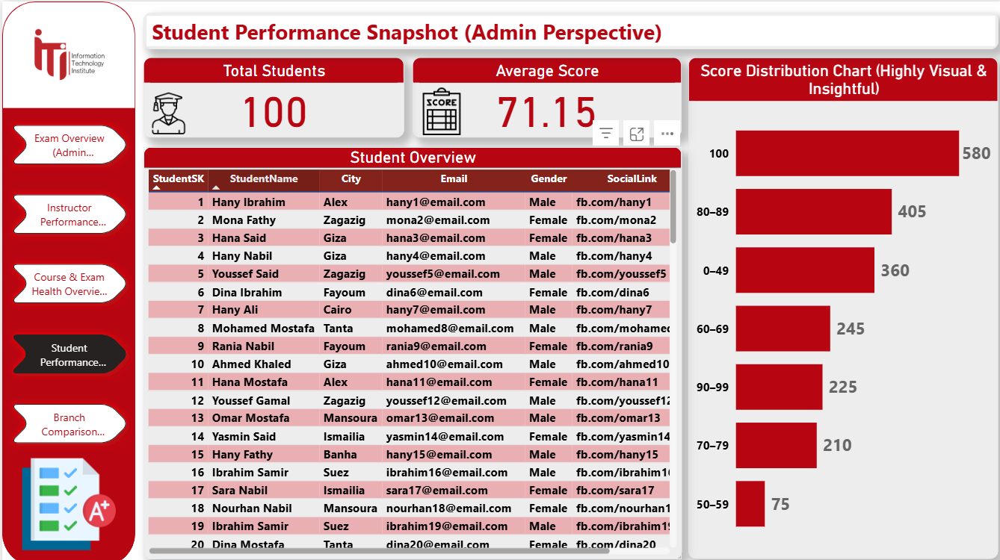 iTi
Information
Technology
Institute
Exam Overview
(Admin...
Instructor
Performance...
Course & Exam
Health Overvie...
Student
Performance...
Branch
Comparison...
A+
Student Performance Snapshot (Admin Perspective)
Total Students
100
Average Score
SCORE
71.15
Student Overview
StudentSK StudentName City Email Gender SocialLink
1 Hany Ibrahim Alex hany1@email.com Male fb.com/hany1
2 Mona Fathy Zagazig mona2@email.com Female fb.com/mona2
3 Hana Said Giza hana3@email.com Female fb.com/hana3
4 Hany Nabil Giza hany4@email.com Male fb.com/hany4
5 Youssef Said Zagazig youssef5@email.com Male fb.com/youssef5
6 Dina Ibrahim Fayoum dina6@email.com Female fb.com/dina6
7 Hany Ali Cairo hany7@email.com Male fb.com/hany7
8 Mohamed Mostafa Tanta mohamed8@email.com Male fb.com/mohamed
9 Rania Nabil Fayoum rania9@email.com Female fb.com/rania9
10 Ahmed Khaled Giza ahmed10@email.com Male fb.com/ahmed10
11 Hana Mostafa Alex hana11@email.com Female fb.com/hana11
12 Youssef Gamal Zagazig youssef12@email.com Male fb.com/youssef12
13 Omar Mostafa Mansoura omar13@email.com Male fb.com/omar13
14 Yasmin Said Ismailia yasmin14@email.com Female fb.com/yasmin14
15 Hany Fathy Banha hany15@email.com Male fb.com/hany15
16 Ibrahim Samir Suez ibrahim16@email.com Male fb.com/ibrahim16
17 Sara Nabil Ismailia sara17@email.com Female fb.com/sara17
18 Nourhan Nabil Mansoura nourhan18@email.com Female fb.com/nourhan1
19 Ibrahim Samir Suez ibrahim19@email.com Male fb.com/ibrahim19
20 Dina Mostafa Tanta dina20@email.com Female fb.com/dina20
Score Distribution Chart (Highly Visual &
Insightful)
100 580
80–89 405
0–49 360
60–69 245
90–99 225
70–79 210
50–59 75